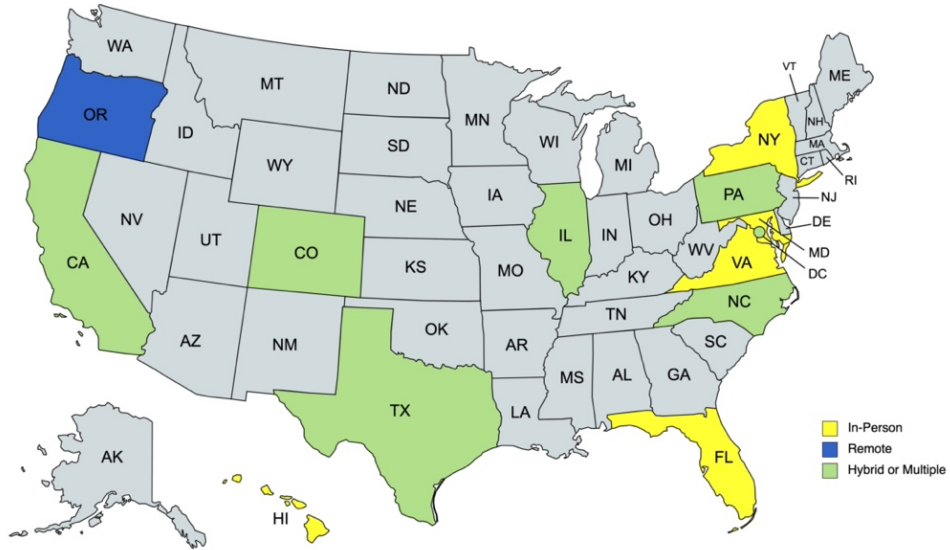 WA
OR
ID
MT
ND
MN
WI
MI
VT
ME
NH
MA
CT
RI
NY
NJ
PA
DE
MD
DC
WY
SD
IA
NE
NV
UT
CO
CA
IL
IN
OH
WV
VA
KS
MO
KY
NC
TN
AZ
NM
OK
AR
SC
MS
AL
GA
TX
LA
FL
AK
HI
In-Person
Remote
Hybrid or Multiple